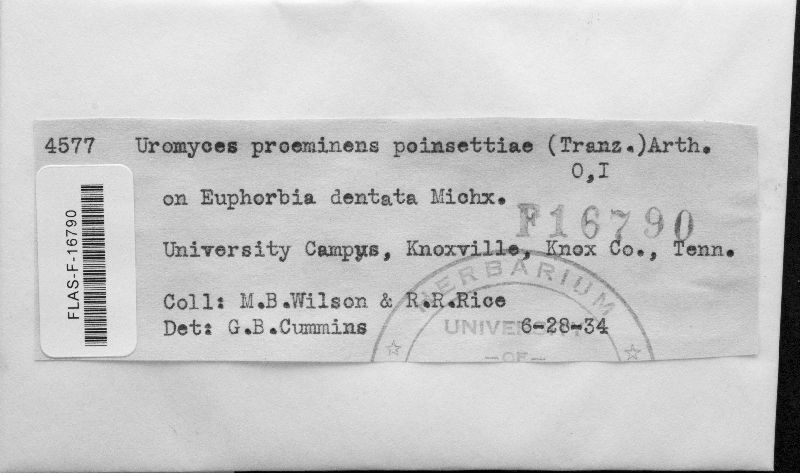 4577 Uromyces proeminens poinsettiae (Tranz.)Arth.
O,I
on Euphorbia dentata Michx.
F16790
University Campus, Knoxville, Knox Co., Tenn.
Coll: M.B.Wilson & R.R.Rice
Det: G.B.Cummins 6-28-34
FLAS-F-16790
HERBARIUM
UNIVERSITY
—OF—